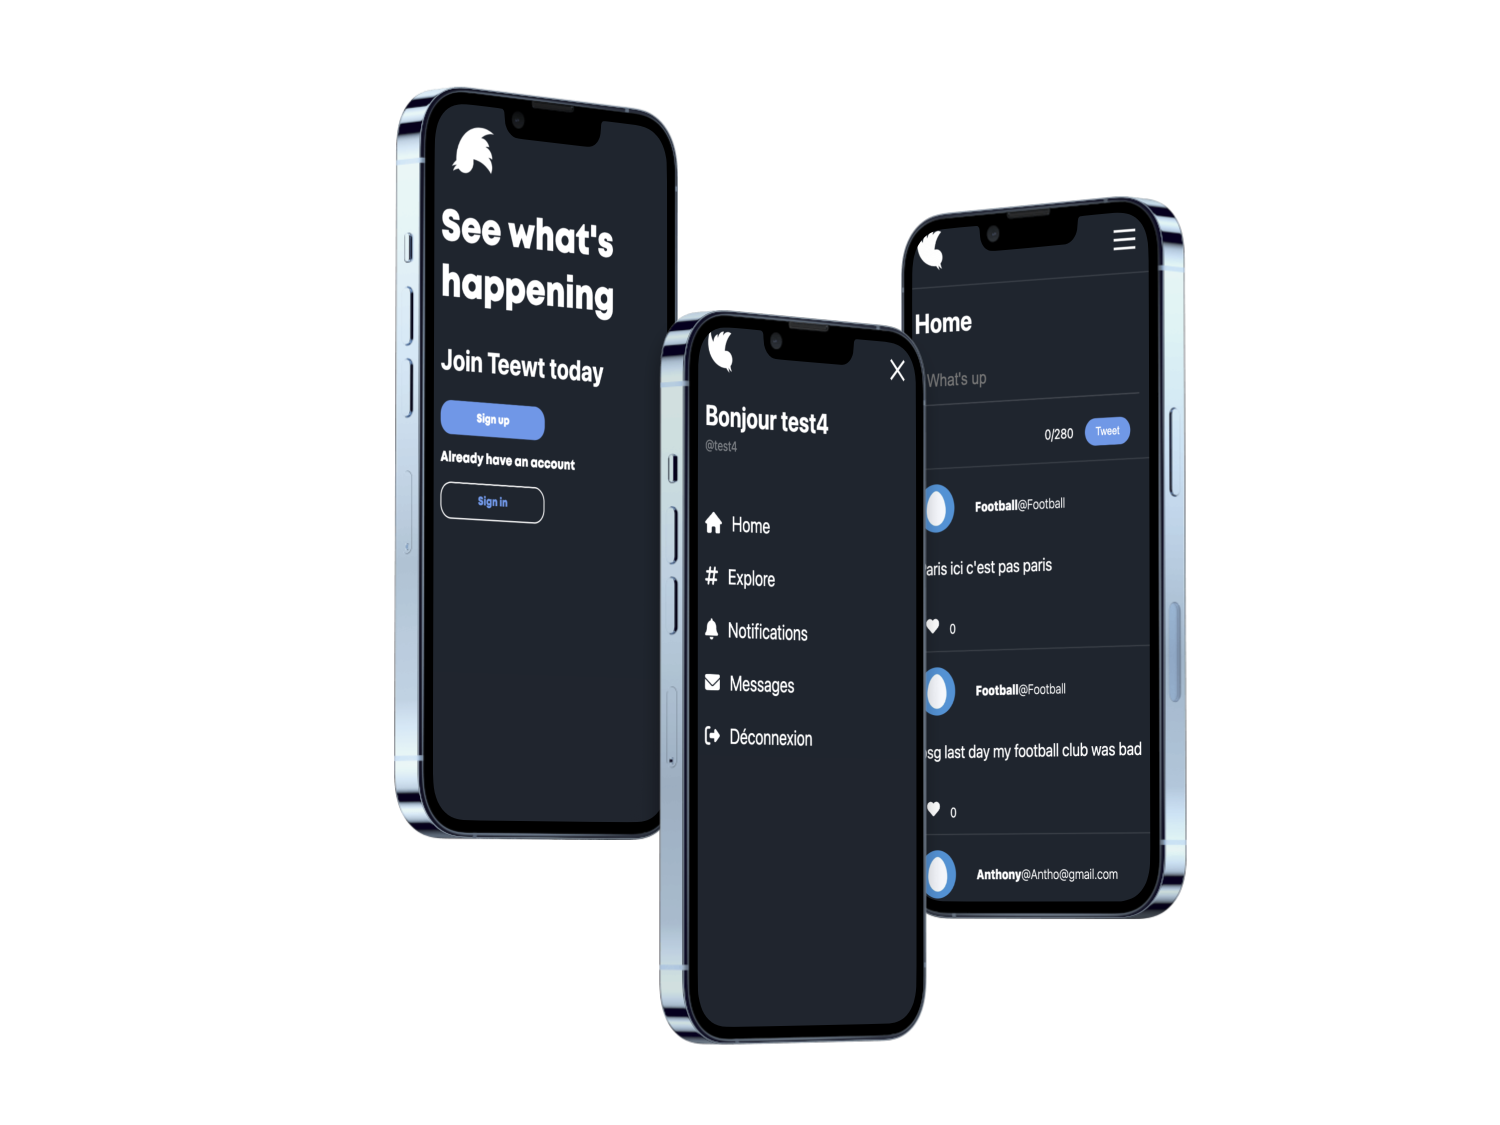 See what's
happening
Join Teewt today
Sign up
Already have an account
Sign in
X
Bonjour test4
@test4
Home
# Explore
Notifications
Messages
Déconnexion
Home
What's up
0/280 Tweet
Football@Football
ici c'est pas paris
0
Football@Football
last day my football club was bad
0
Anthony@Antho@gmail.com